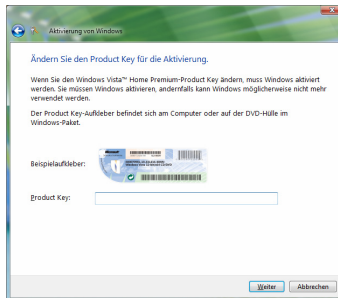 Aktivierung von Windows
Ändern Sie den Product Key für die Aktivierung.
Wenn Sie den Windows Vista™ Home Premium-Product Key ändern, muss Windows aktiviert
werden. Sie müssen Windows aktivieren, andernfalls kann Windows möglicherweise nicht mehr
verwendet werden.
Der Product Key-Aufkleber befindet sich am Computer oder auf der DVD-Hülle im
Windows-Paket.
Beispielaufkleber:
Product Key:
Weiter Abbrechen